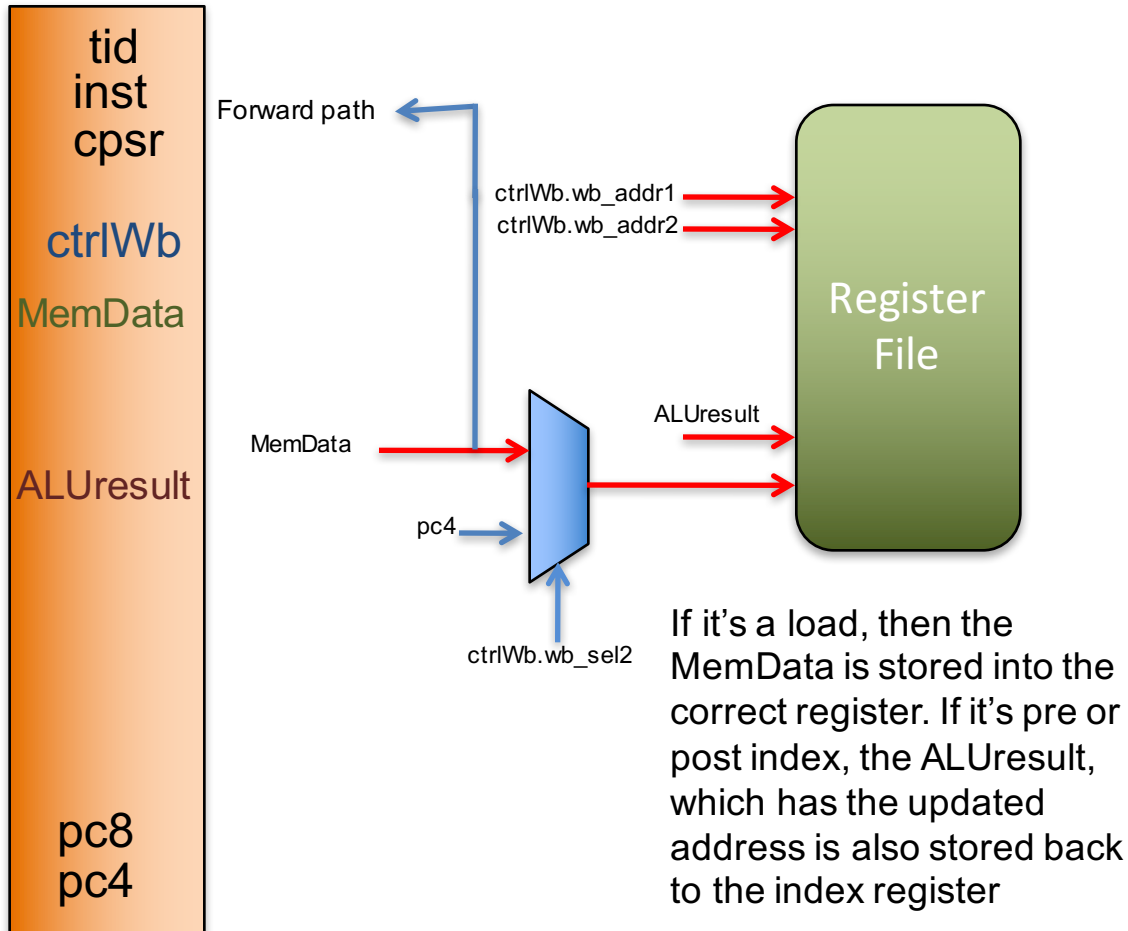 tid
inst
cpsr
ctrlWb
MemData
ALUresult
pc8
pc4
Forward path
ctrlWb.wb_addr1
ctrlWb.wb_addr2
Register
File
ALUresult
MemData
pc4
ctrlWb.wb_sel2
If it’s a load, then the
MemData is stored into the
correct register. If it’s pre or
post index, the ALUresult,
which has the updated
address is also stored back
to the index register